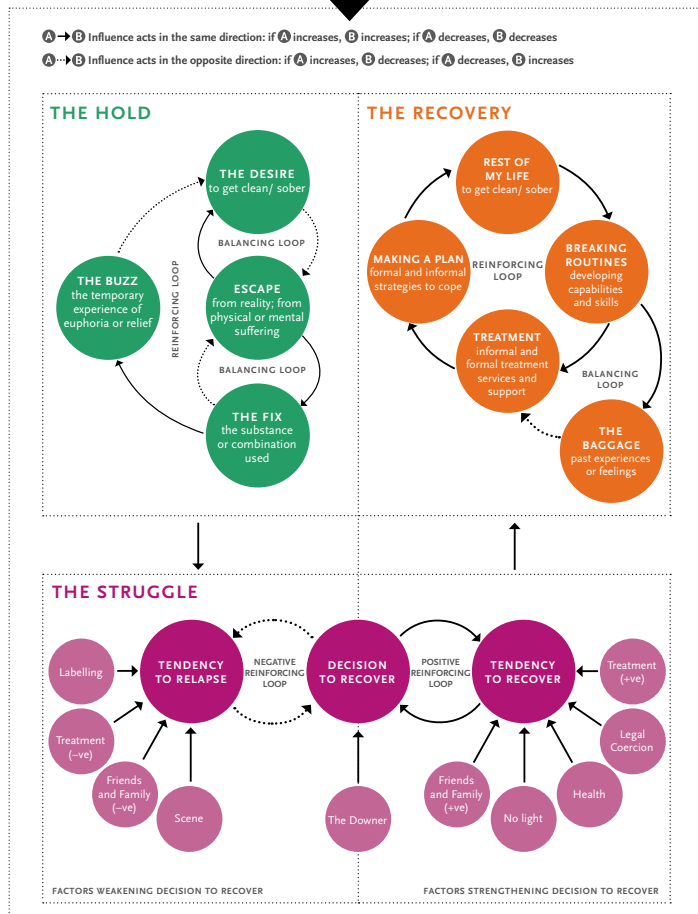 A B Influence acts in the same direction: if A increases, B increases; if A decreases, B decreases
A B Influence acts in the opposite direction: if A increases, B decreases; if A decreases, B increases
THE HOLD
THE DESIRE
to get clean/ sober
BALANCING LOOP
THE BUZZ
the temporary
experience of
euphoria or relief
REINFORCING LOOP
ESCAPE
from reality; from
physical or mental
suffering
BALANCING LOOP
THE FIX
the substance
or combination
used
THE RECOVERY
REST OF
MY LIFE
to get clean/ sober
MAKING A PLAN
formal and informal
strategies to cope
REINFORCING
LOOP
BREAKING
ROUTINES
developing
capabilities
and skills
TREATMENT
informal and
formal treatment
services and
support
BALANCING
LOOP
THE
BAGGAGE
past experiences
or feelings
THE STRUGGLE
TENDENCY
TO RELAPSE
NEGATIVE
REINFORCING
LOOP
DECISION
TO RECOVER
POSITIVE
REINFORCING
LOOP
TENDENCY
TO RECOVER
Labelling
Treatment
(–ve)
Friends
and Family
(–ve)
Scene
The Downer
Friends
and Family
(+ve)
No light
Health
Legal
Coercion
Treatment
(+ve)
FACTORS WEAKENING DECISION TO RECOVER
FACTORS STRENGTHENING DECISION TO RECOVER